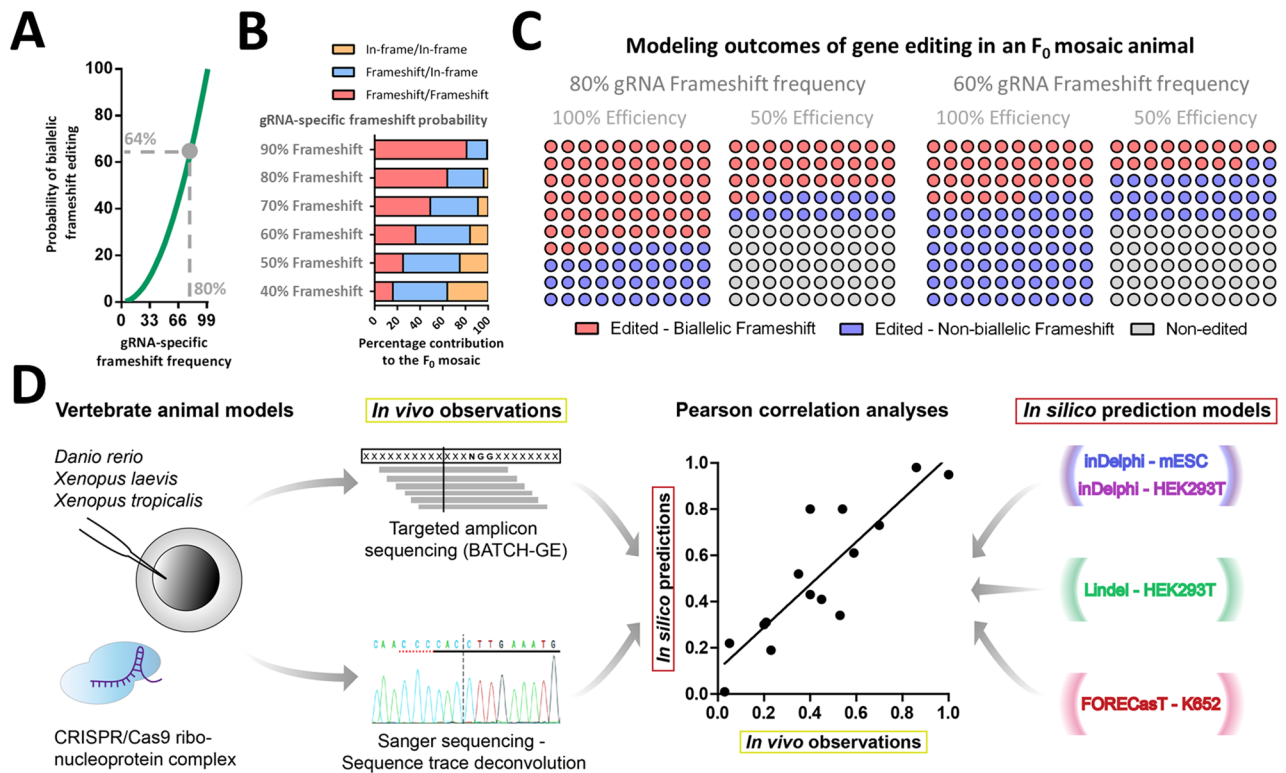 A
Probability of biallelic
frameshift editing
100
80
60
40
20
0
64%
80%
0 33 66 99
gRNA-specific
frameshift frequency
B
In-frame/In-frame
Frameshift/In-frame
Frameshift/Frameshift
gRNA-specific frameshift probability
90% Frameshift
80% Frameshift
70% Frameshift
60% Frameshift
50% Frameshift
40% Frameshift
0 20 40 60 80 100
Percentage contribution
to the F0 mosaic
C
Modeling outcomes of gene editing in an F0 mosaic animal
80% gRNA Frameshift frequency
60% gRNA Frameshift frequency
100% Efficiency
50% Efficiency
100% Efficiency
50% Efficiency
Edited - Biallelic Frameshift
Edited - Non-biallelic Frameshift
Non-edited
D
Vertebrate animal models
Danio rerio
Xenopus laevis
Xenopus tropicalis
CRISPR/Cas9 ribo-
nucleoprotein complex
In vivo observations
XXXXXXXXXXXXXXXNGGXXXXXXXXX
Targeted amplicon
sequencing (BATCH-GE)
CAACCCCACCTTGAAATG
Sanger sequencing -
Sequence trace deconvolution
Pearson correlation analyses
In silico predictions
1.0
0.8
0.6
0.4
0.2
0.0
0.0 0.2 0.4 0.6 0.8 1.0
In vivo observations
In silico prediction models
inDelphi - mESC
inDelphi - HEK293T
Lindel - HEK293T
FORECasT - K652